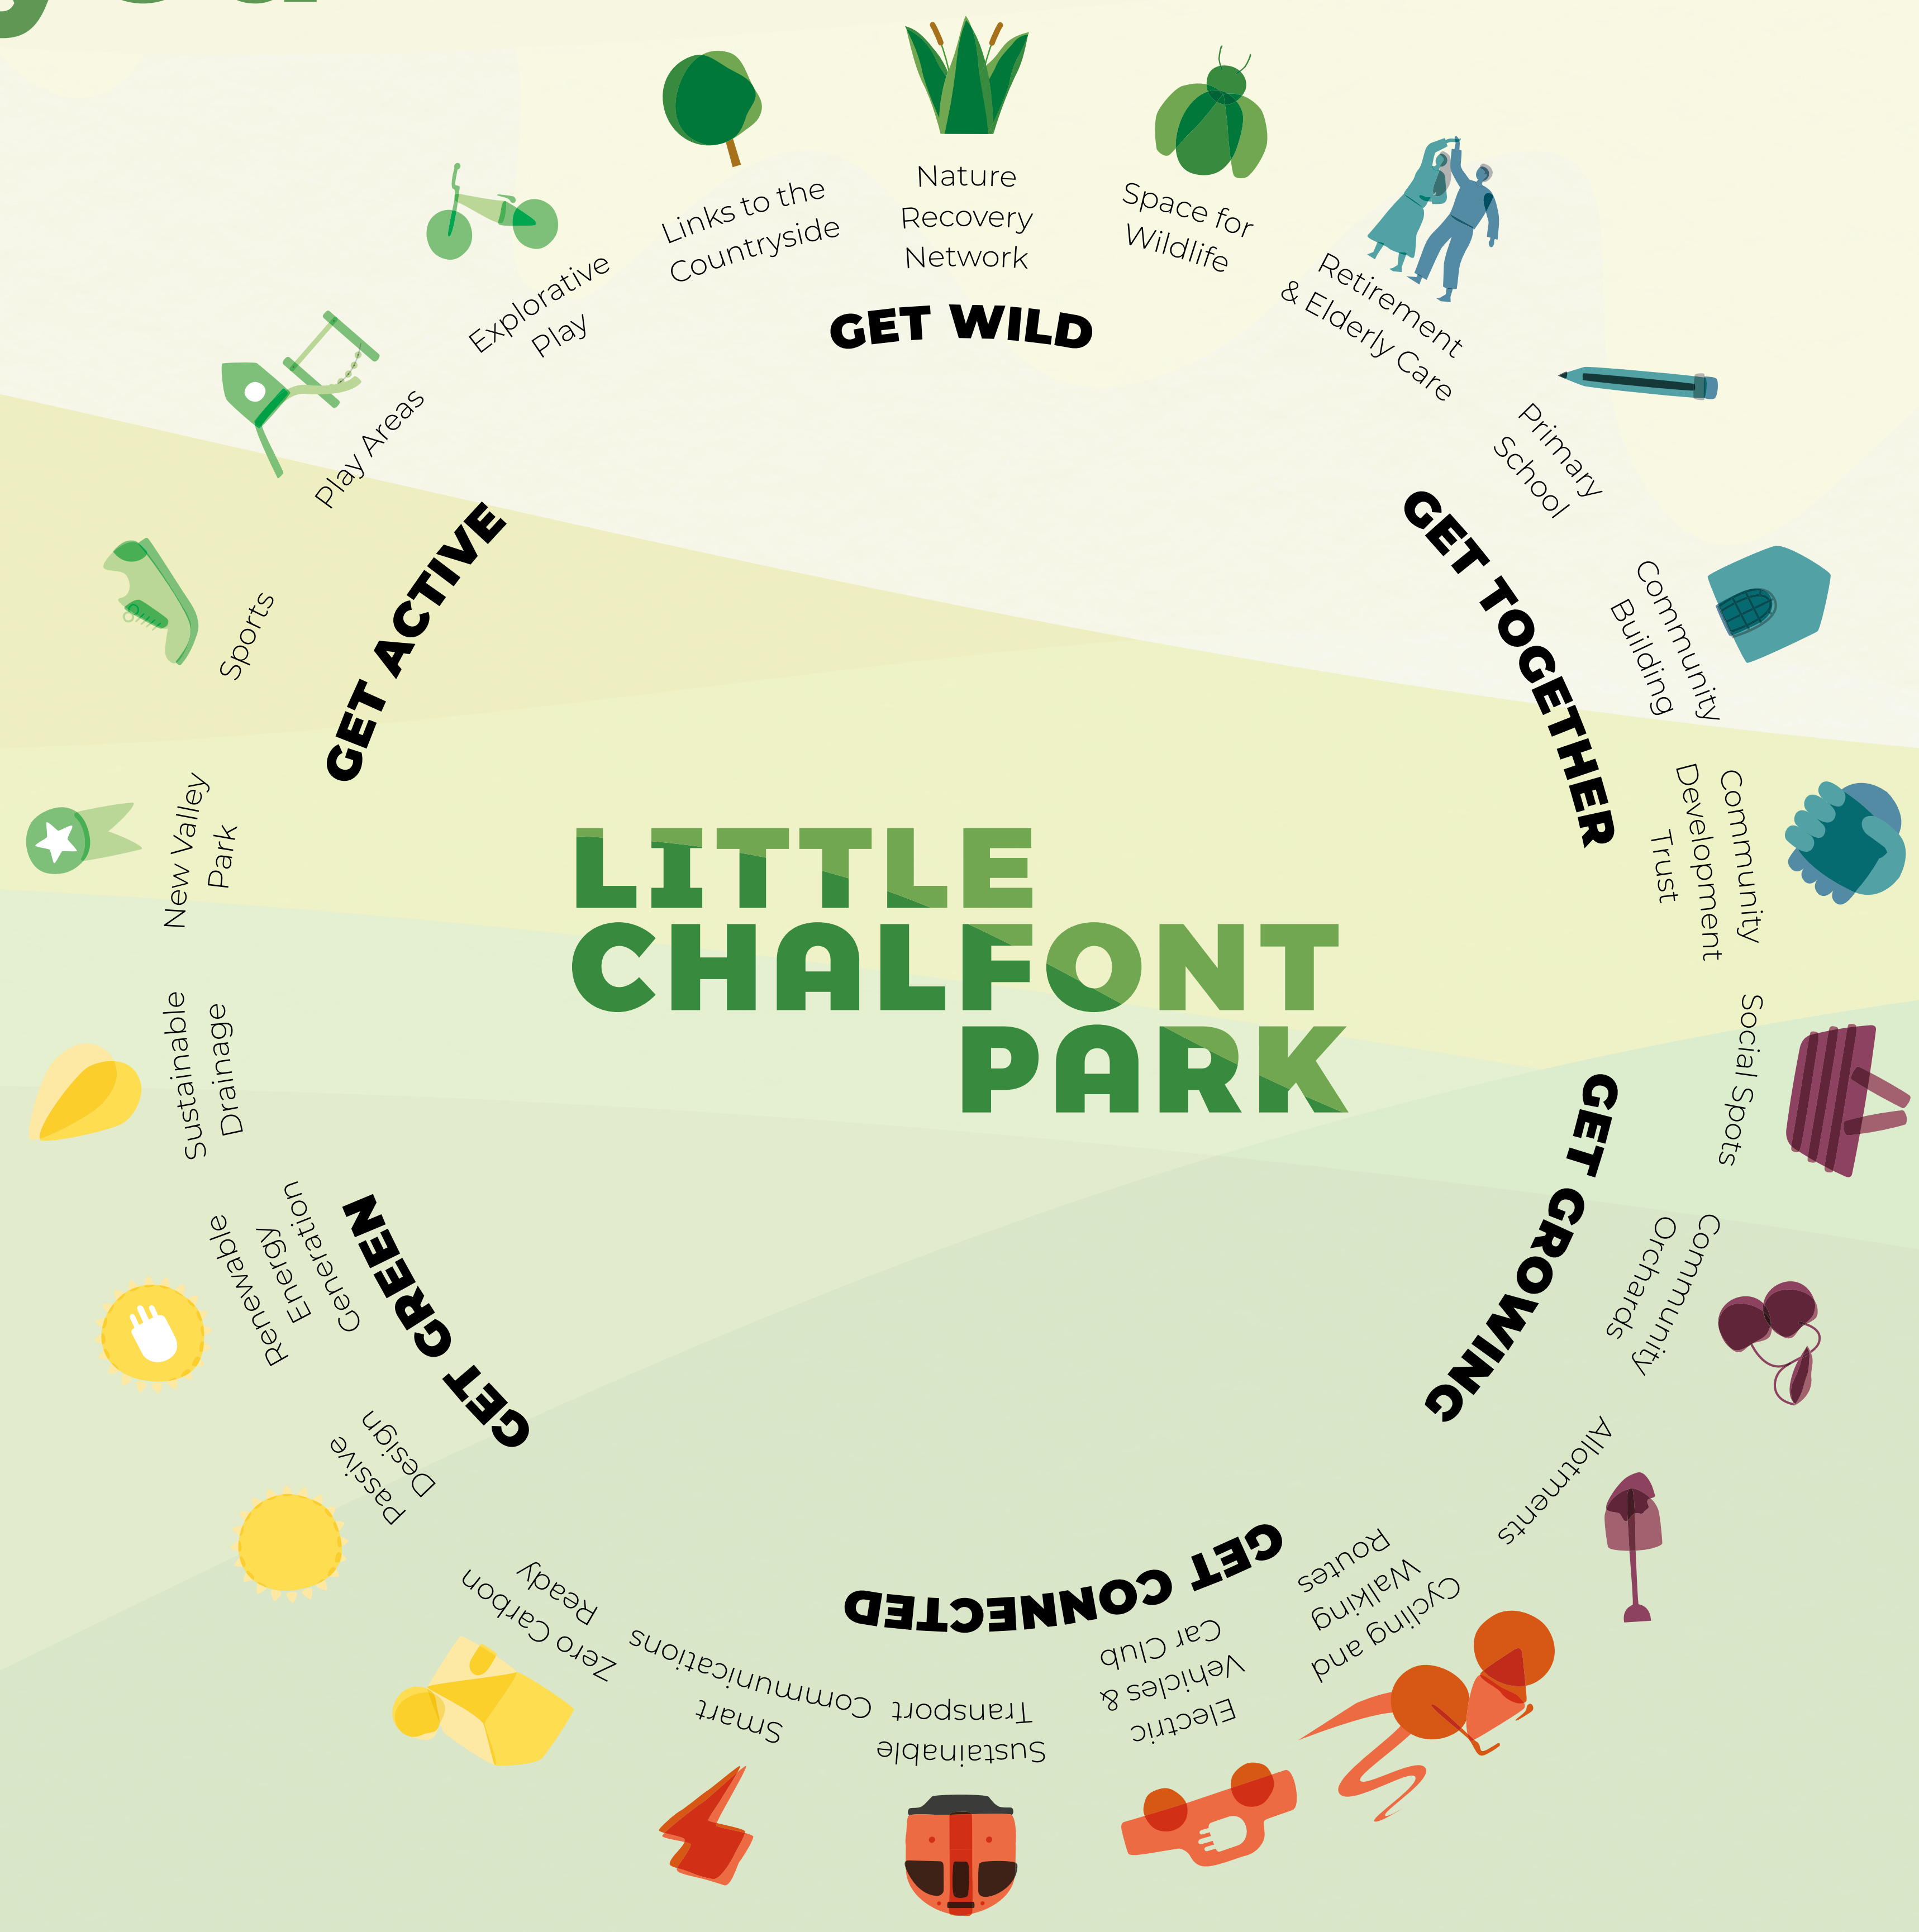 Links to the
Countryside
Nature
Recovery
Network
Space for
Wildlife
GET WILD
Retirement
& Elderly Care
Primary
School
Community
Building
Community
Development
Trust
GET TOGETHER
Social Spots
Community
Orchards
Allotments
GET GROWING
Cycling and
Walking
Routes
Electric
Vehicles &
Car Club
Sustainable
Transport
Smart
Communications
GET CONNECTED
Zero Carbon
Ready
Passive
Design
Renewable
Energy
Generation
Sustainable
Drainage
GET GREEN
New Valley
Park
Sports
Play Areas
Explorative
Play
GET ACTIVE
LITTLE
CHALFONT
PARK